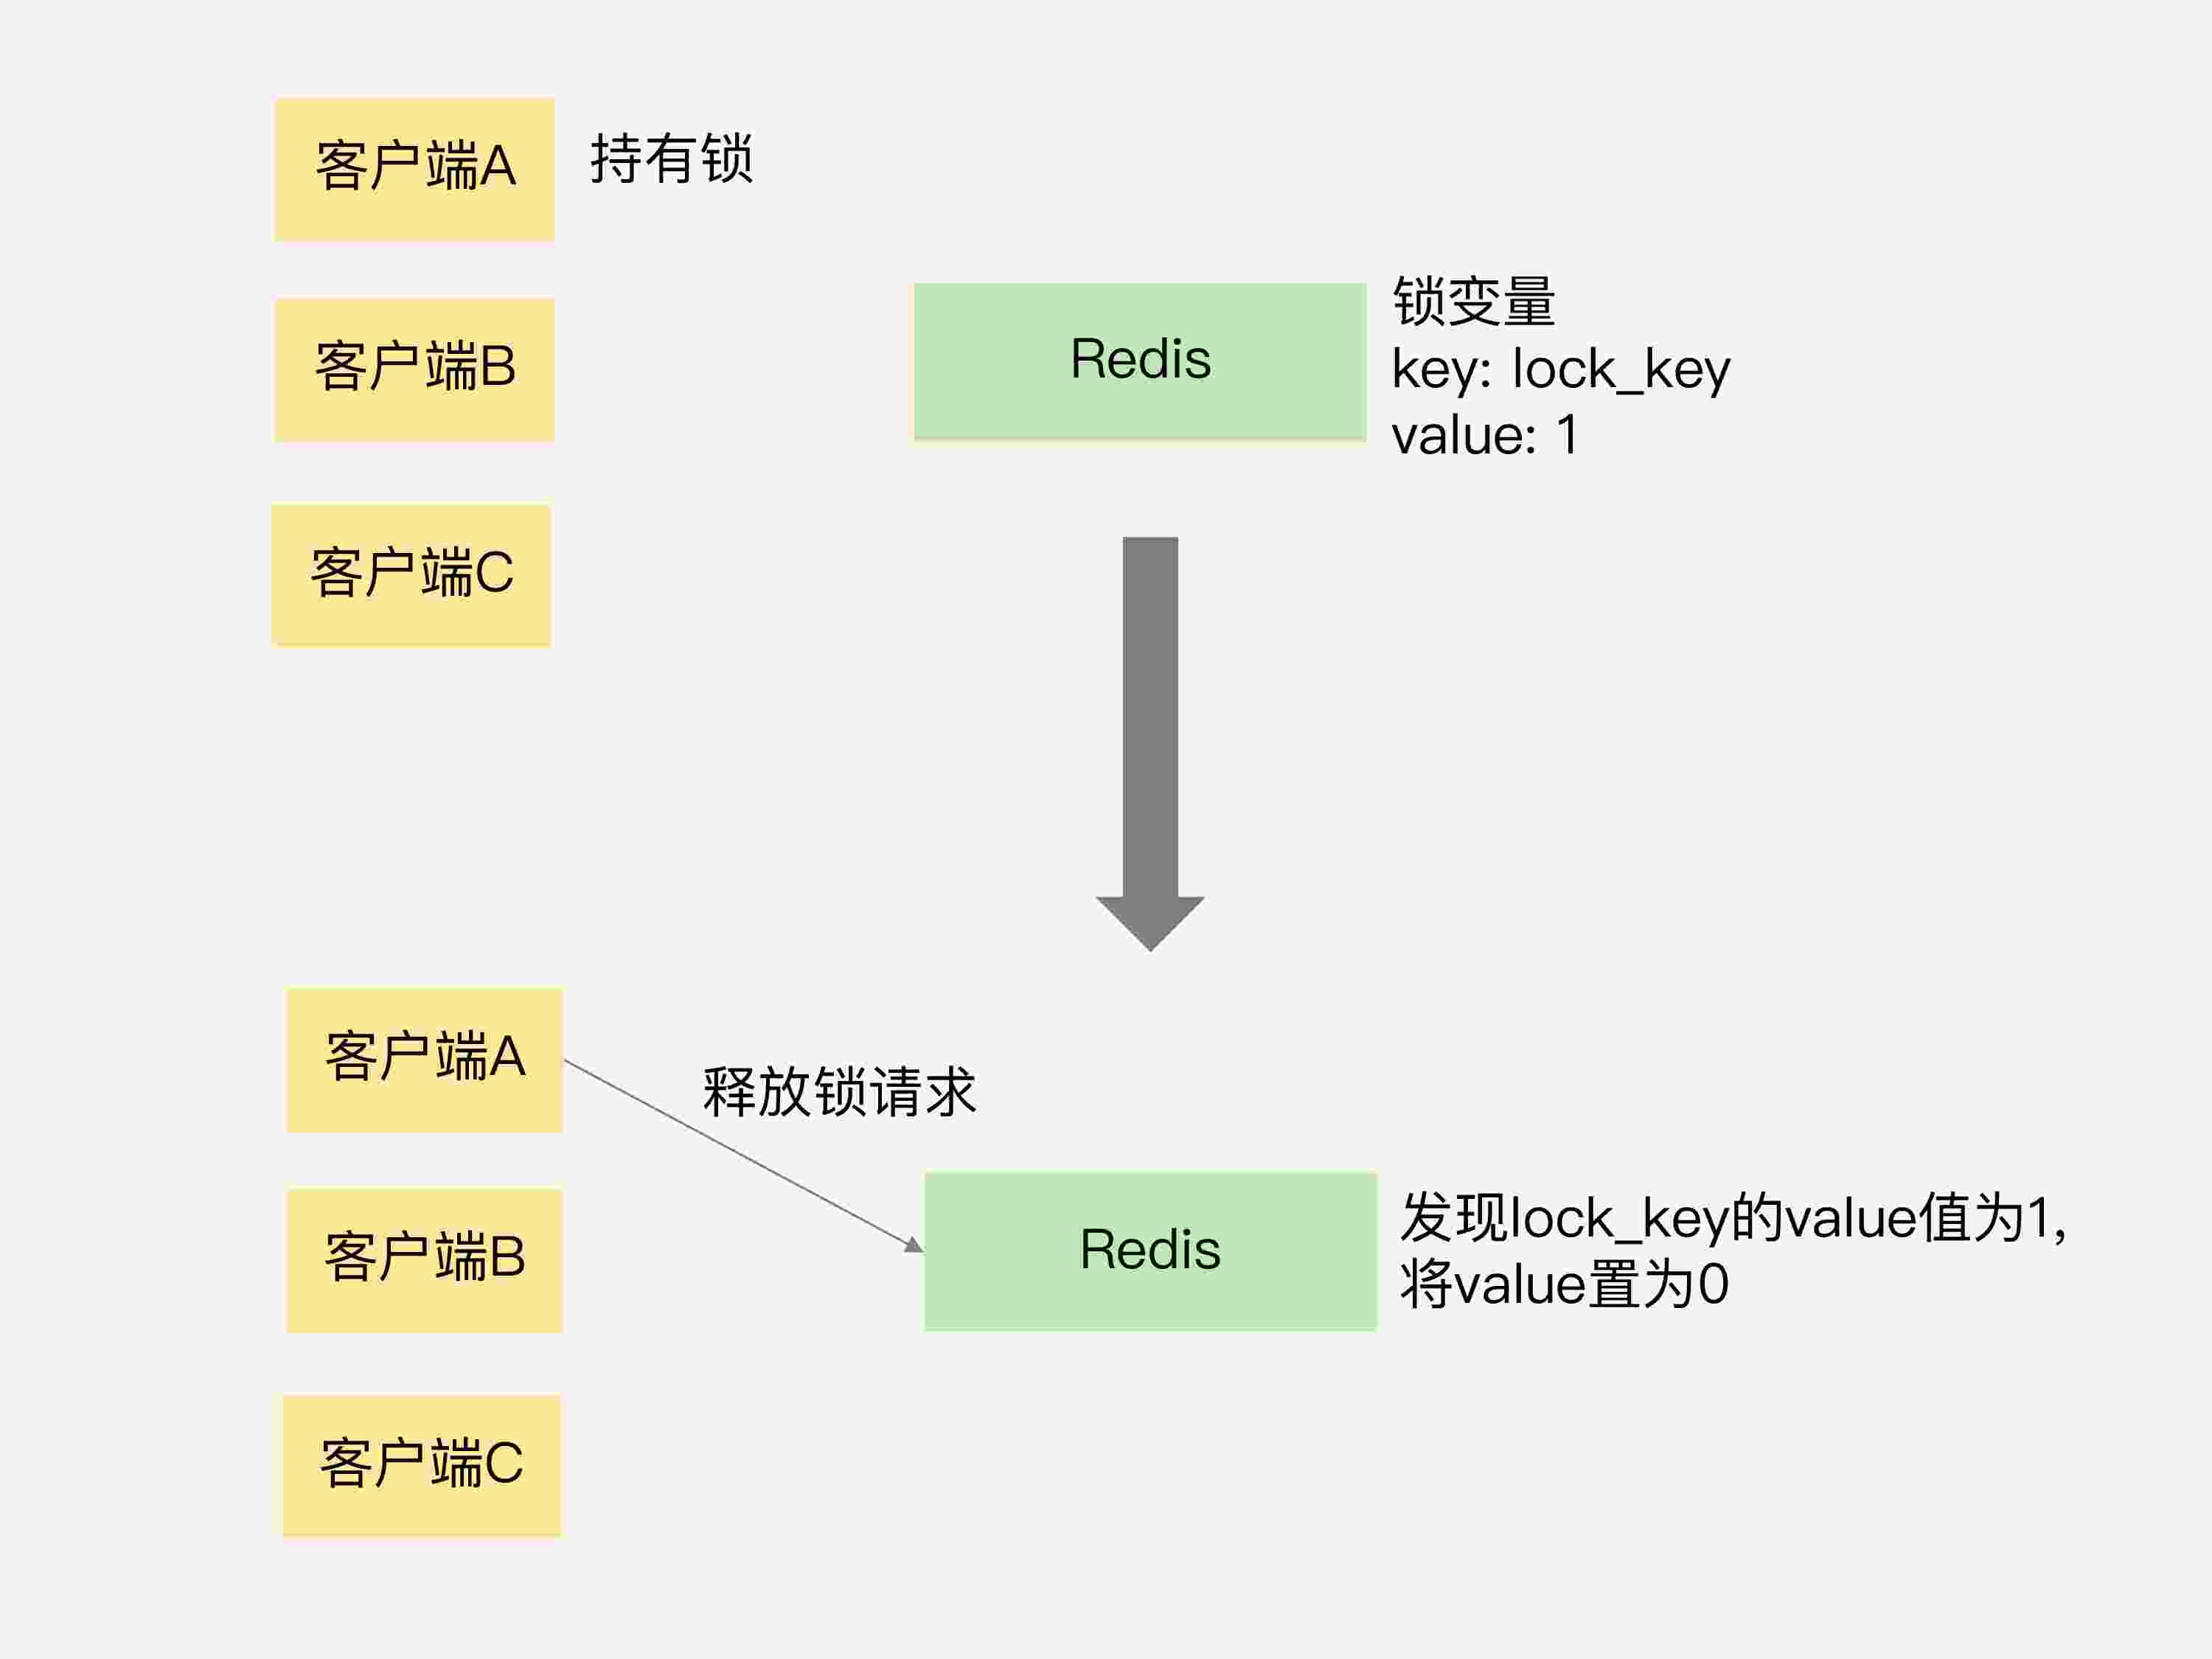 客户端A
持有锁
客户端B
客户端C
Redis
锁变量
key: lock_key
value: 1
客户端A
释放锁请求
客户端B
客户端C
Redis
发现lock_key的value值为1，
将value置为0